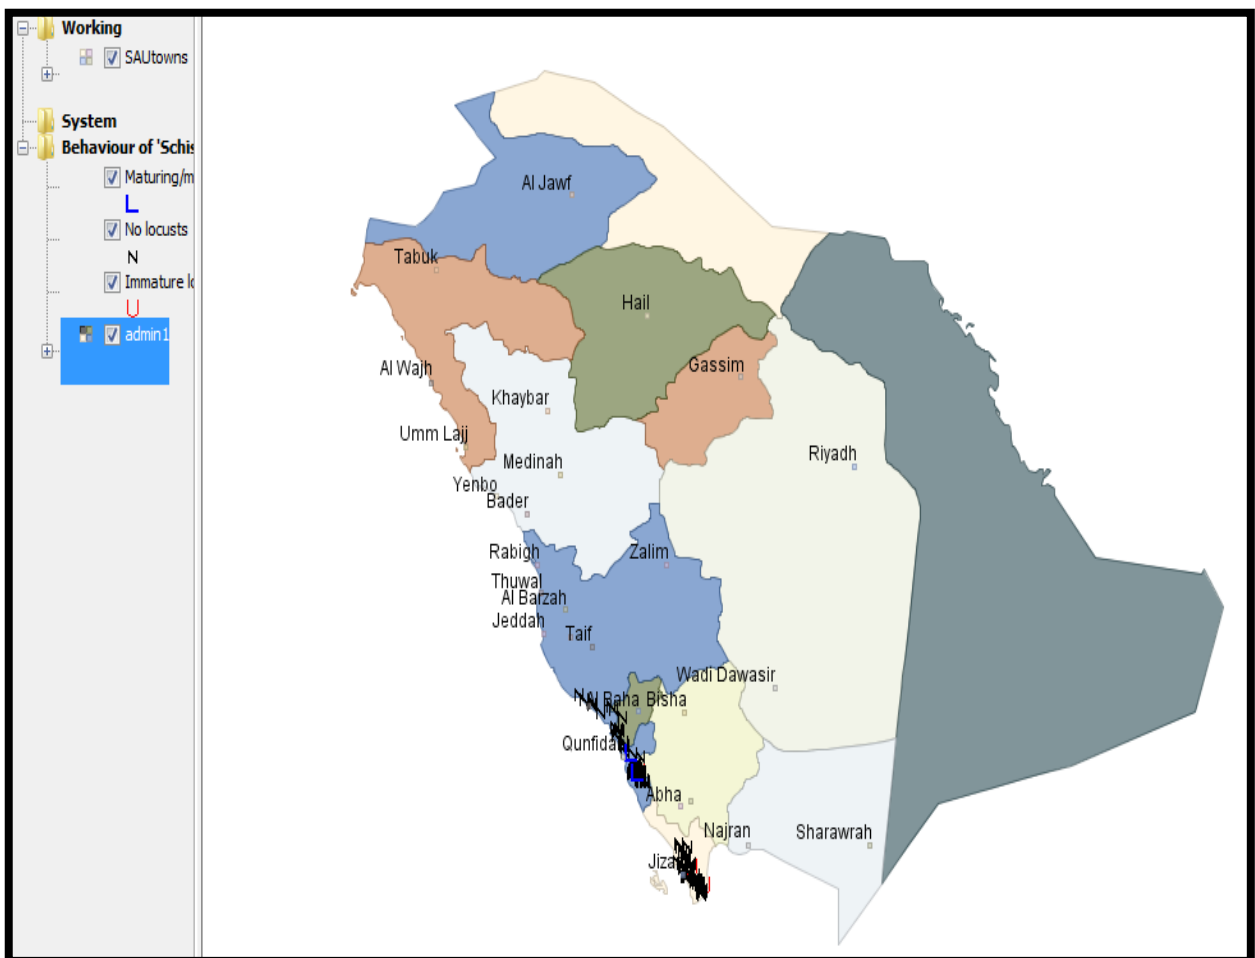 Working
SAUtowns
System
Behaviour of 'Schis
Maturing/m
L
No locusts
N
Immature lo
U
admin1
Al Jawf
Tabuk
Hail
Al Wajh
Gassim
Khaybar
Umm Lajj
Medinah
Riyadh
Yenbo
Bader
Rabigh
Zalim
Thuwal
Al Barzah
Jeddah
Taif
Wadi Dawasir
Al Baha
Bisha
Abha
Najran
Sharawrah